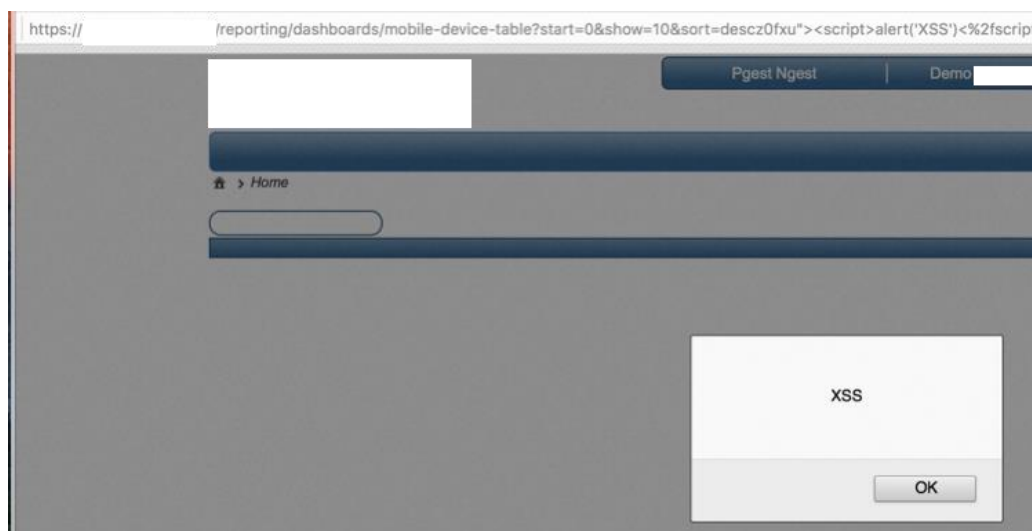 https:// /reporting/dashboards/mobile-device-table?start=0&show=10&sort=descz0fxu"><script>alert('XSS')<%2fscrip
Pgest Ngest | Demo
> Home
XSS
OK